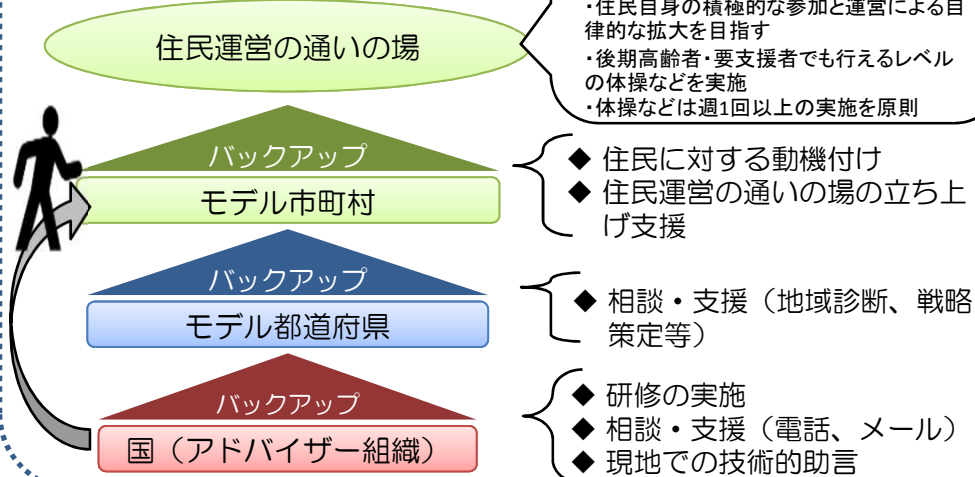 ・住民自身の積極的な参加と運営による自
律的な拡大を目指す
・後期高齢者・要支援者でも行えるレベル
の体操などを実施
・体操などは週1回以上の実施を原則
住民運営の通いの場
バックアップ
モデル市町村
◆ 住民に対する動機付け
◆ 住民運営の通いの場の立ち上
げ支援
バックアップ
モデル都道府県
◆ 相談・支援（地域診断、戦略
策定等）
バックアップ
国（アドバイザー組織）
◆ 研修の実施
◆ 相談・支援（電話、メール）
◆ 現地での技術的助言